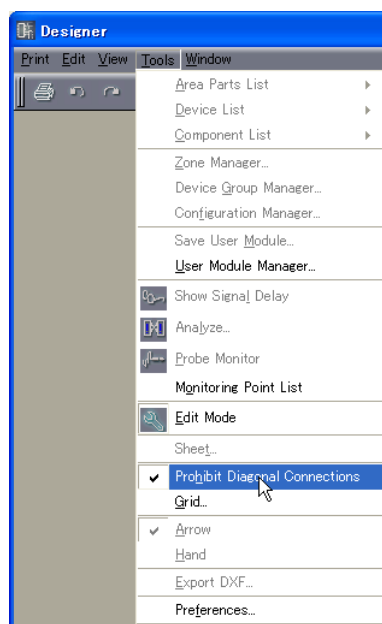 Designer
Print Edit View Tools Window
Area Parts List
Device List
Component List
Zone Manager...
Device Group Manager...
Configuration Manager...
Save User Module...
User Module Manager...
Show Signal Delay
Analyze...
Probe Monitor
Monitoring Point List
Edit Mode
Sheet...
Prohibit Diagonal Connections
Grid...
Arrow
Hand
Export DXF...
Preferences...